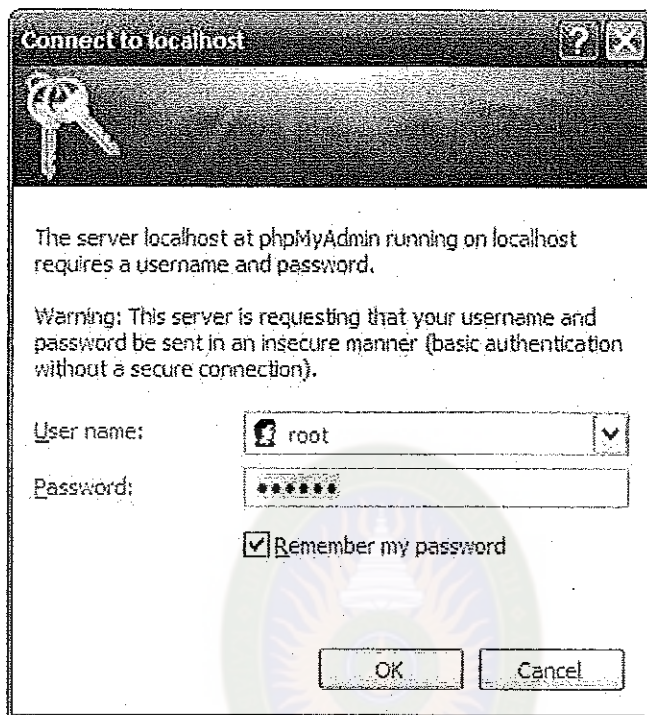 Connect to localhost
The server localhost at phpMyAdmin running on localhost
requires a username and password.
Warning: This server is requesting that your username and
password be sent in an insecure manner (basic authentication
without a secure connection).
User name:
root
Password:
••••••
Remember my password
OK
Cancel